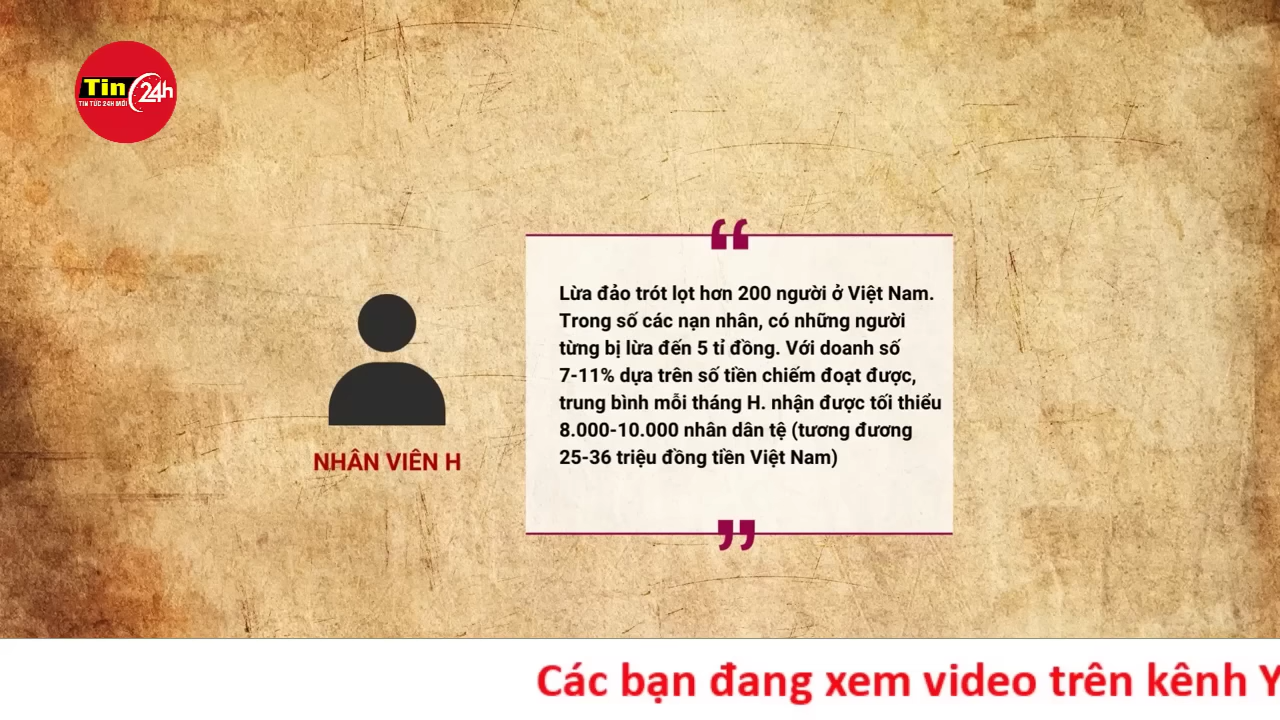 Tin 24h
TIN TỨC 24H MỚI
Lừa đảo trót lọt hơn 200 người ở Việt Nam.
Trong số các nạn nhân, có những người
từng bị lừa đến 5 tỉ đồng. Với doanh số
7-11% dựa trên số tiền chiếm đoạt được,
trung bình mỗi tháng H. nhận được tối thiểu
8.000-10.000 nhân dân tệ (tương đương
25-36 triệu đồng tiền Việt Nam)
NHÂN VIÊN H
Các bạn đang xem video trên kênh Y